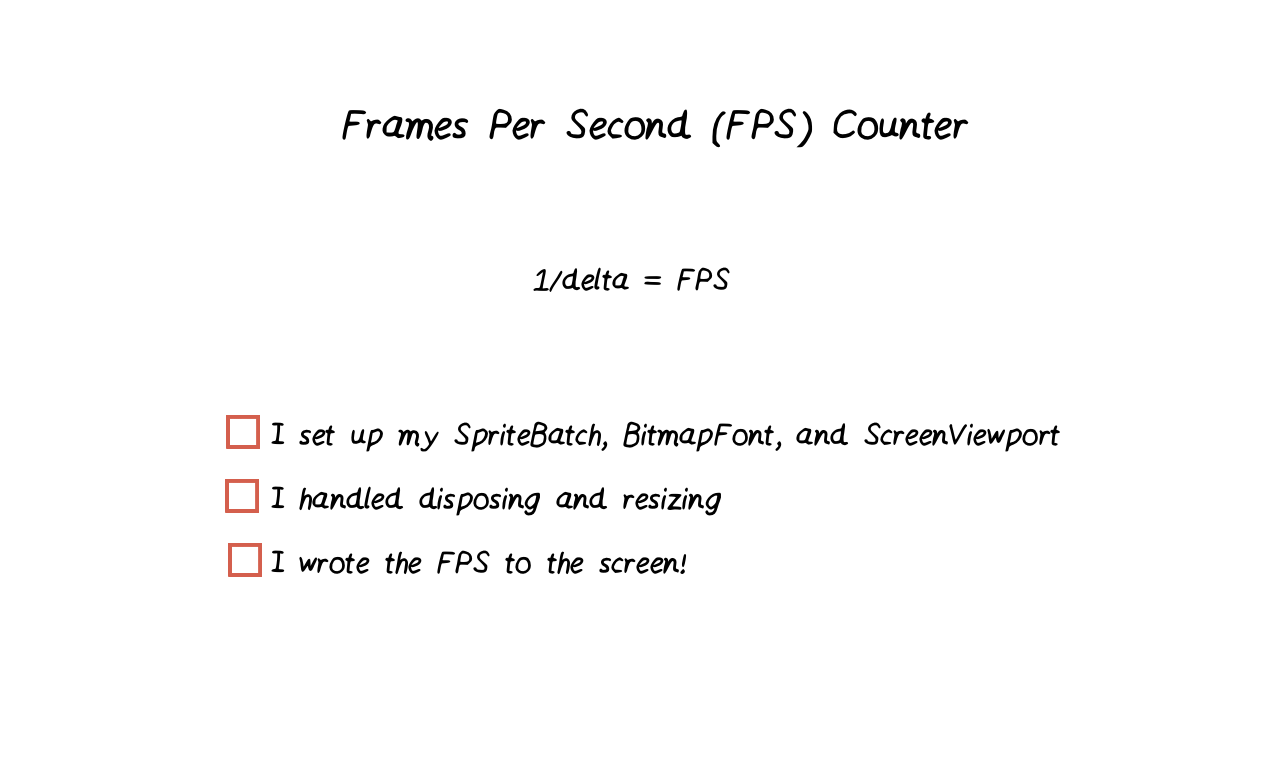 Frames Per Second (FPS) Counter
1/delta = FPS
I set up my SpriteBatch, BitmapFont, and ScreenViewport
I handled disposing and resizing
I wrote the FPS to the screen!